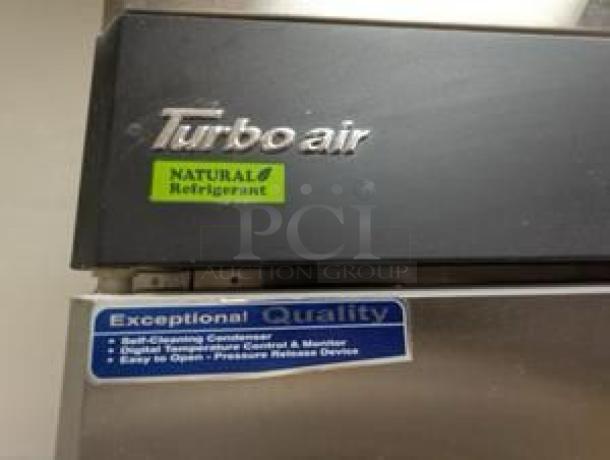 Turbo air
NATURAL
Refrigerant
PCI
AUCTION GROUP
Exceptional Quality
• Self-Cleaning Condenser
• Digital Temperature Control & Monitor
• Easy to Open - Pressure Release Device